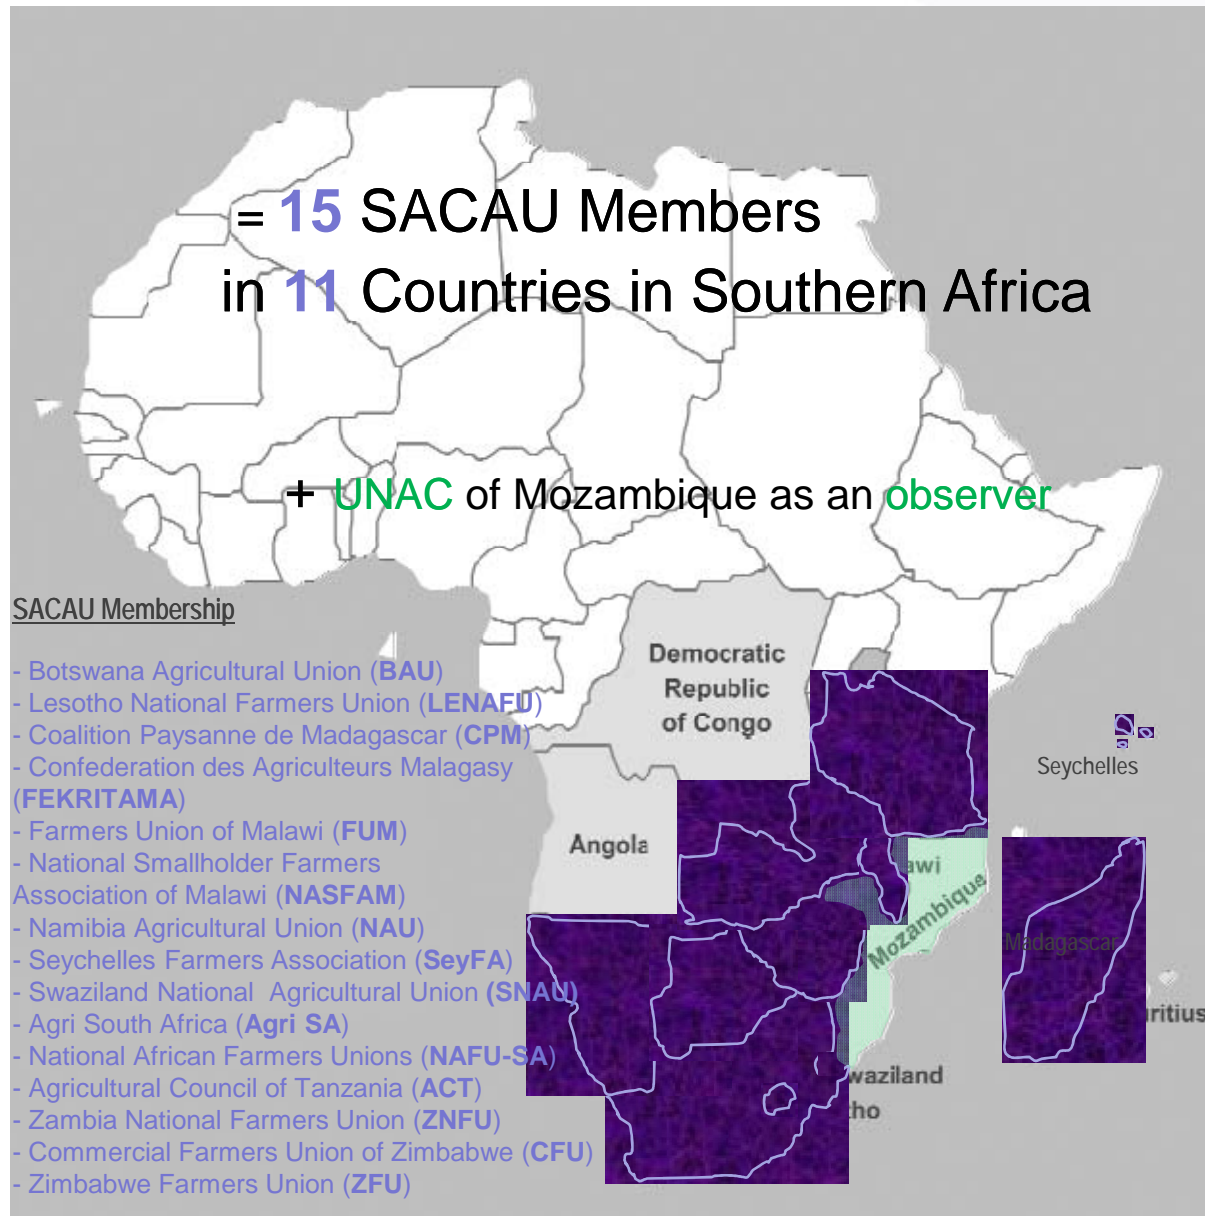 = 15 SACAU Members
in 11 Countries in Southern Africa
+ UNAC of Mozambique as an observer
SACAU Membership
- Botswana Agricultural Union (BAU)
- Lesotho National Farmers Union (LENAFU)
- Coalition Paysanne de Madagascar (CPM)
- Confederation des Agriculteurs Malagasy
(FEKRITAMA)
- Farmers Union of Malawi (FUM)
- National Smallholder Farmers
Association of Malawi (NASFAM)
- Namibia Agricultural Union (NAU)
- Seychelles Farmers Association (SeyFA)
- Swaziland National  Agricultural Union (SNAU)
- Agri South Africa (Agri SA)
- National African Farmers Unions (NAFU-SA)
- Agricultural Council of Tanzania (ACT)
- Zambia National Farmers Union (ZNFU)
- Commercial Farmers Union of Zimbabwe (CFU)
- Zimbabwe Farmers Union (ZFU)
Democratic
Republic
of Congo
Angola
Seychelles
awi
Mozambique
Madagascar
uritius
waziland
tho